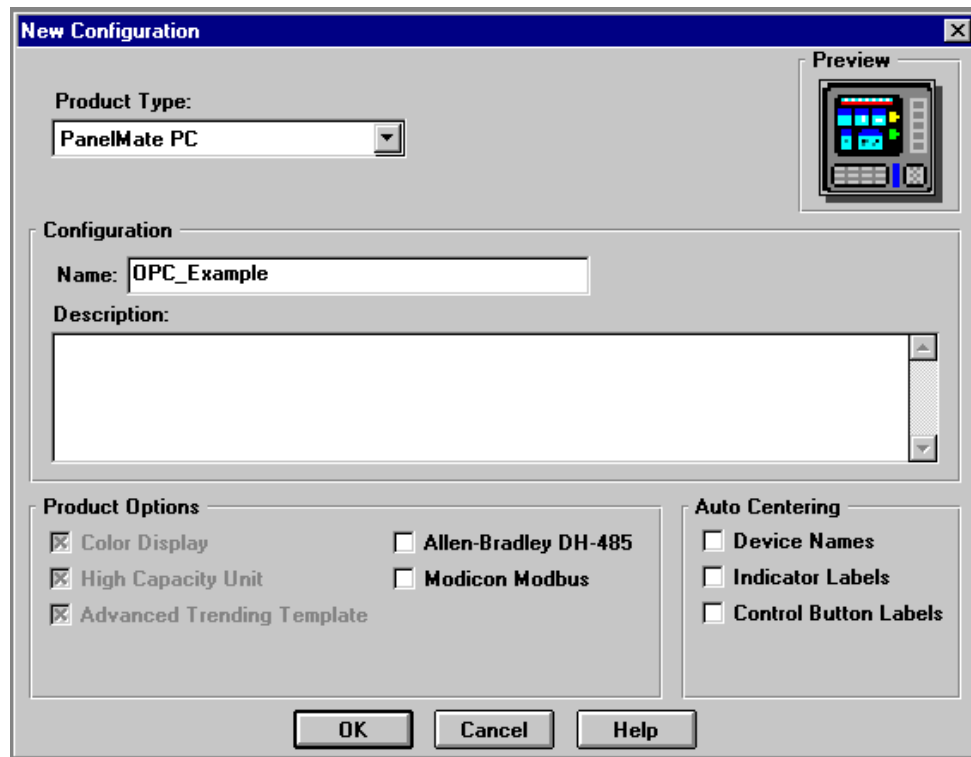 New Configuration
Preview
Product Type:
PanelMate PC
Configuration
Name: OPC_Example
Description:
Product Options
Color Display
Allen-Bradley DH-485
High Capacity Unit
Modicon Modbus
Advanced Trending Template
Auto Centering
Device Names
Indicator Labels
Control Button Labels
OK
Cancel
Help